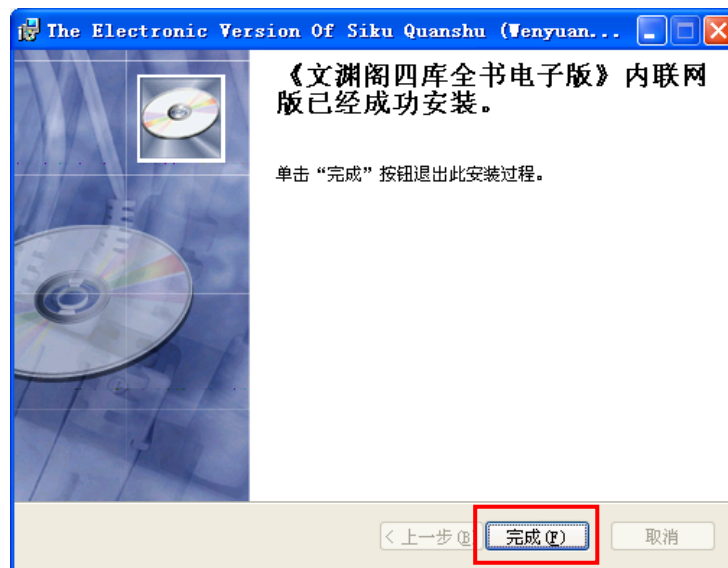 The Electronic Version Of Siku Quanshu (Wenyuan...
《文渊阁四库全书电子版》内联网
版已经成功安装。
单击“完成”按钮退出此安装过程。
< 上一步(B 完成(F) 取消